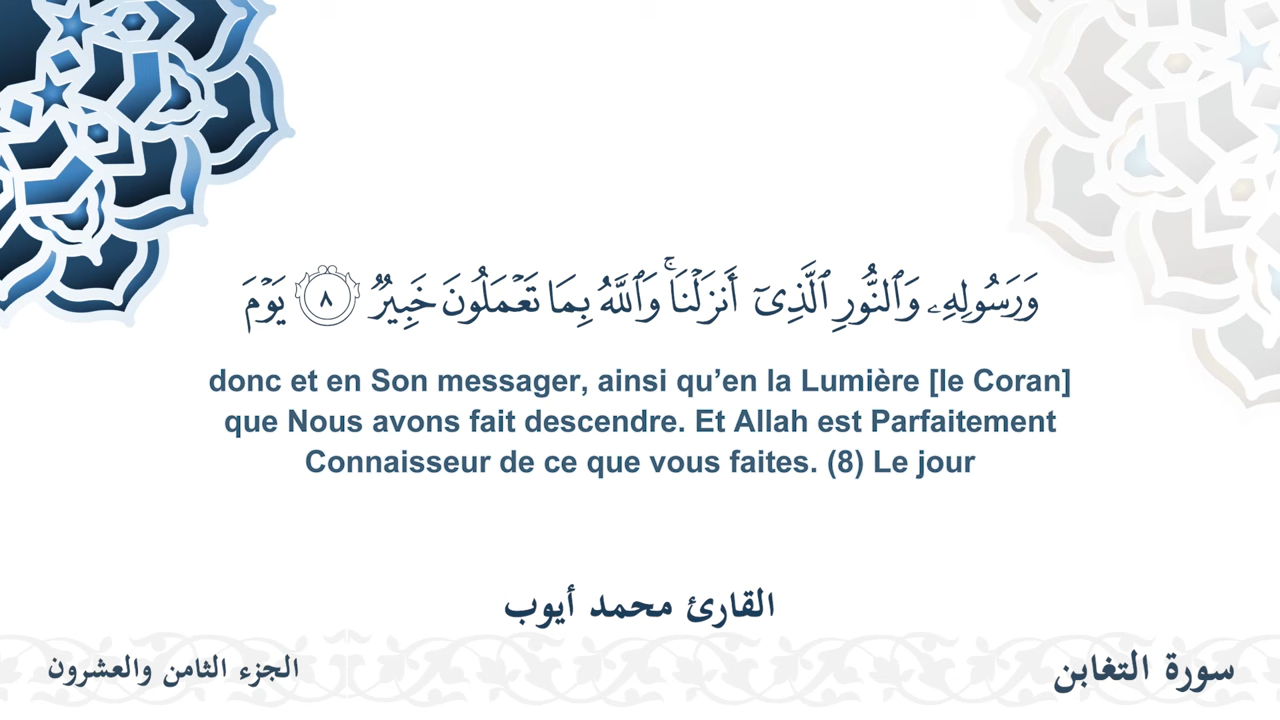 وَرَسُولِهِۦ وَٱلنُّورِ ٱلَّذِىٓ أَنزَلْنَا ۚ وَٱللَّهُ بِمَا تَعْمَلُونَ خَبِيرٌ ٨ يَوْمَ
donc et en Son messager, ainsi qu’en la Lumière [le Coran]
que Nous avons fait descendre. Et Allah est Parfaitement
Connaisseur de ce que vous faites. (8) Le jour
القارئ محمد أيوب
سورة التغابن
الجزء الثامن والعشرون